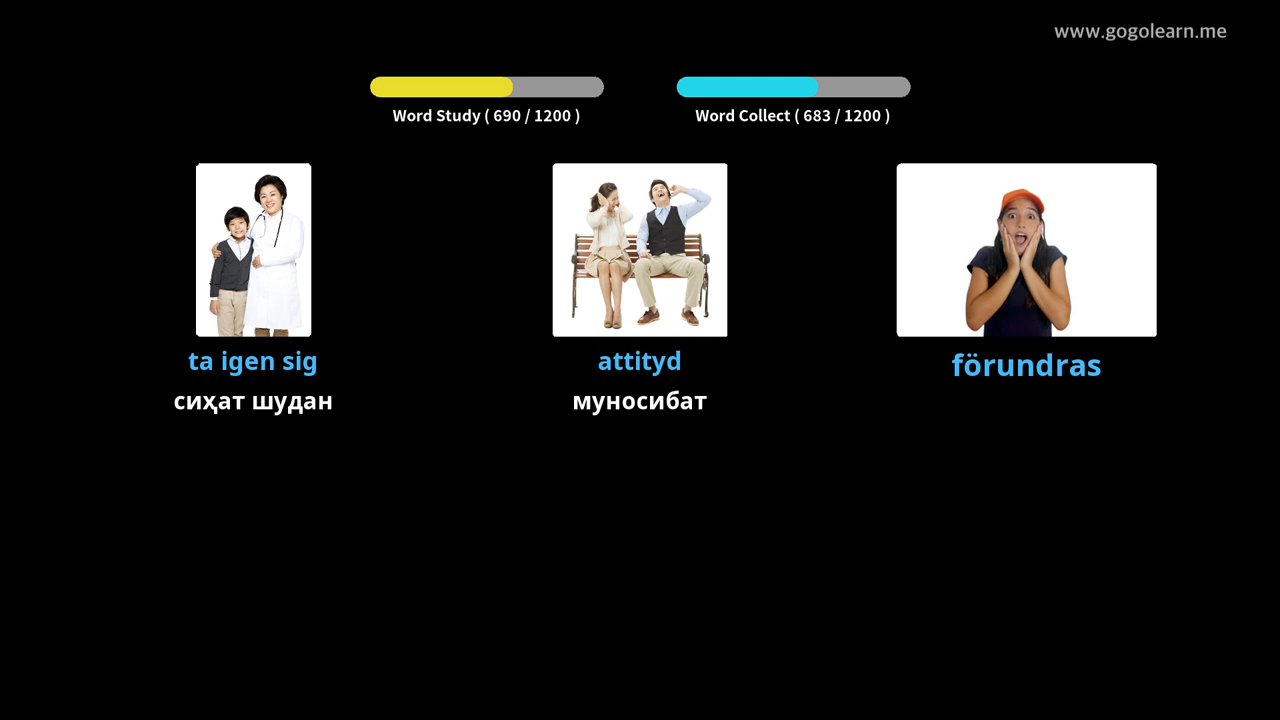 www.gogolearn.me
Word Study ( 690 / 1200 )
Word Collect ( 683 / 1200 )
ta igen sig
сиҳат шудан
attityd
муносибат
förundras